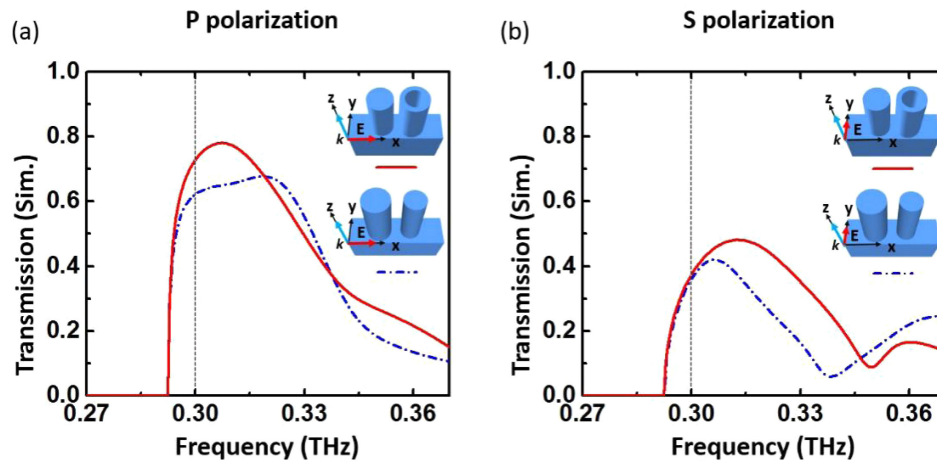 P polarization
S polarization
(a)
(b)
Transmission (Sim.)
1.0
0.8
0.6
0.4
0.2
0.0
0.27
0.30
0.33
0.36
Frequency (THz)
z
y
E
k
x
z
y
E
k
x
Transmission (Sim.)
1.0
0.8
0.6
0.4
0.2
0.0
0.27
0.30
0.33
0.36
Frequency (THz)
z
y
E
k
x
z
y
E
k
x